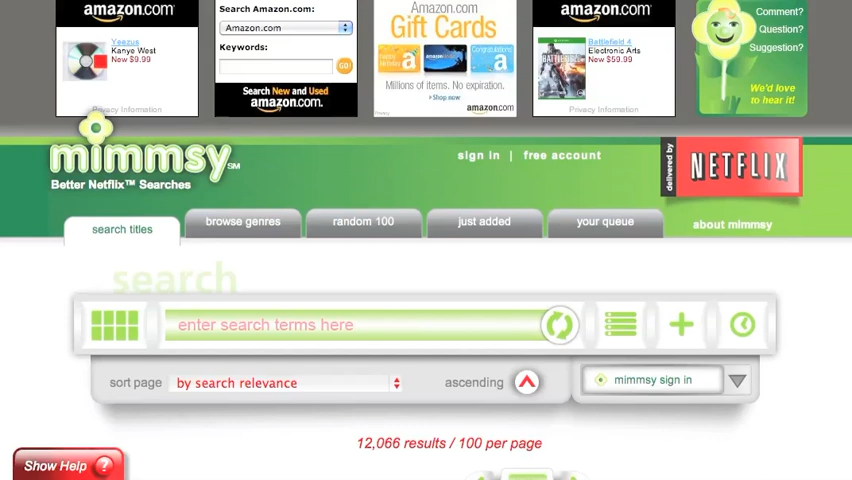 amazon.com
Yeezus
Kanye West
New $9.99
Privacy Information
Search Amazon.com:
Amazon.com
Keywords:
GO!
Search New and Used
amazon.com.
Amazon.com
Gift Cards
Millions of items. No expiration.
Shop now
amazon.com
amazon.com
Battlefield 4
Electronic Arts
New $59.99
Privacy Information
Comment?
Question?
Suggestion?
We'd love
to hear it!
mimmsy SM
Better Netflix™ Searches
sign in | free account
delivered by
NETFLIX
search titles
browse genres
random 100
just added
your queue
about mimmsy
search
enter search terms here
sort page
by search relevance
ascending
mimmsy sign in
12,066 results / 100 per page
Show Help ?